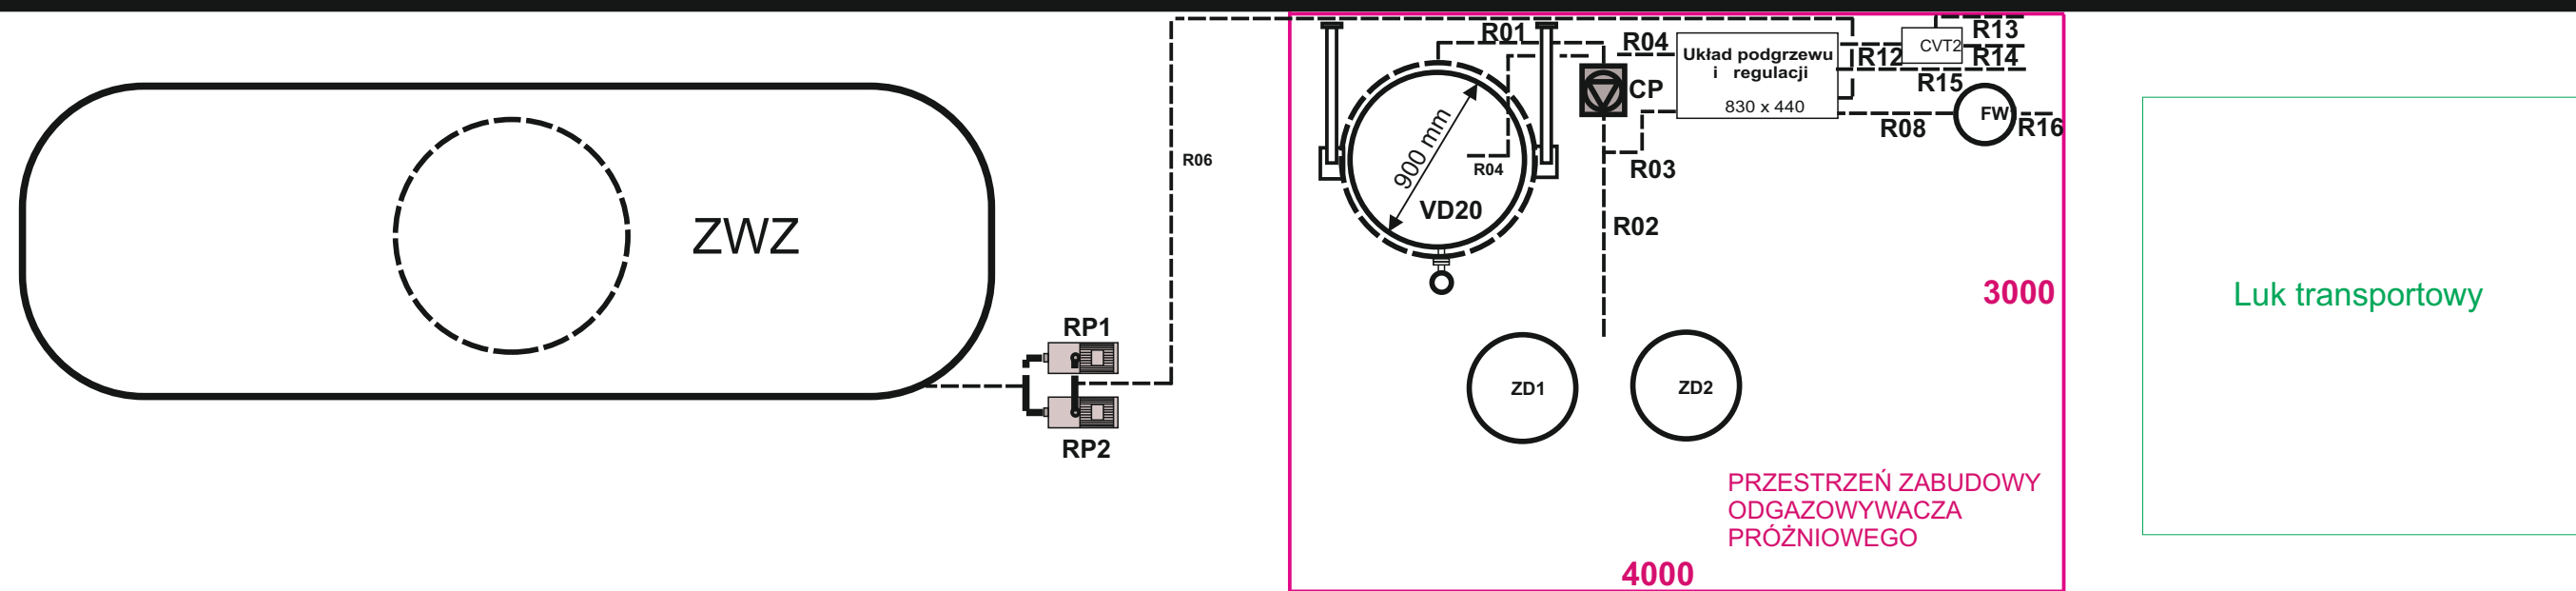 ZWZ
RP1
RP2
R06
R01
R04
Układ podgrzewu
i regulacji
830 x 440
R12
CVT2
R13
R14
R15
CP
900 mm
R04
VD20
R03
R08
FW
R16
R02
3000
ZD1
ZD2
PRZESTRZEŃ ZABUDOWY
ODGAZOWYWACZA
PRÓŻNIOWEGO
4000
Luk transportowy